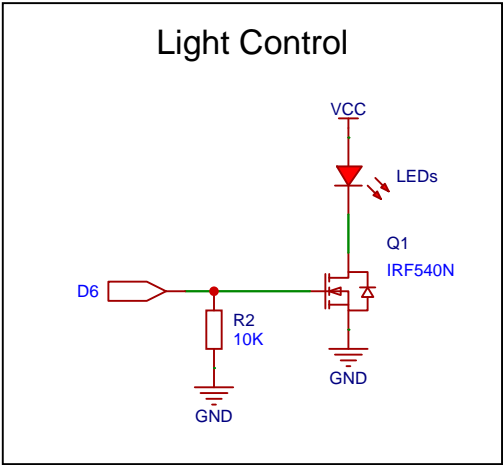 Light Control
VCC
LEDs
Q1
IRF540N
D6
R2
10K
GND
GND